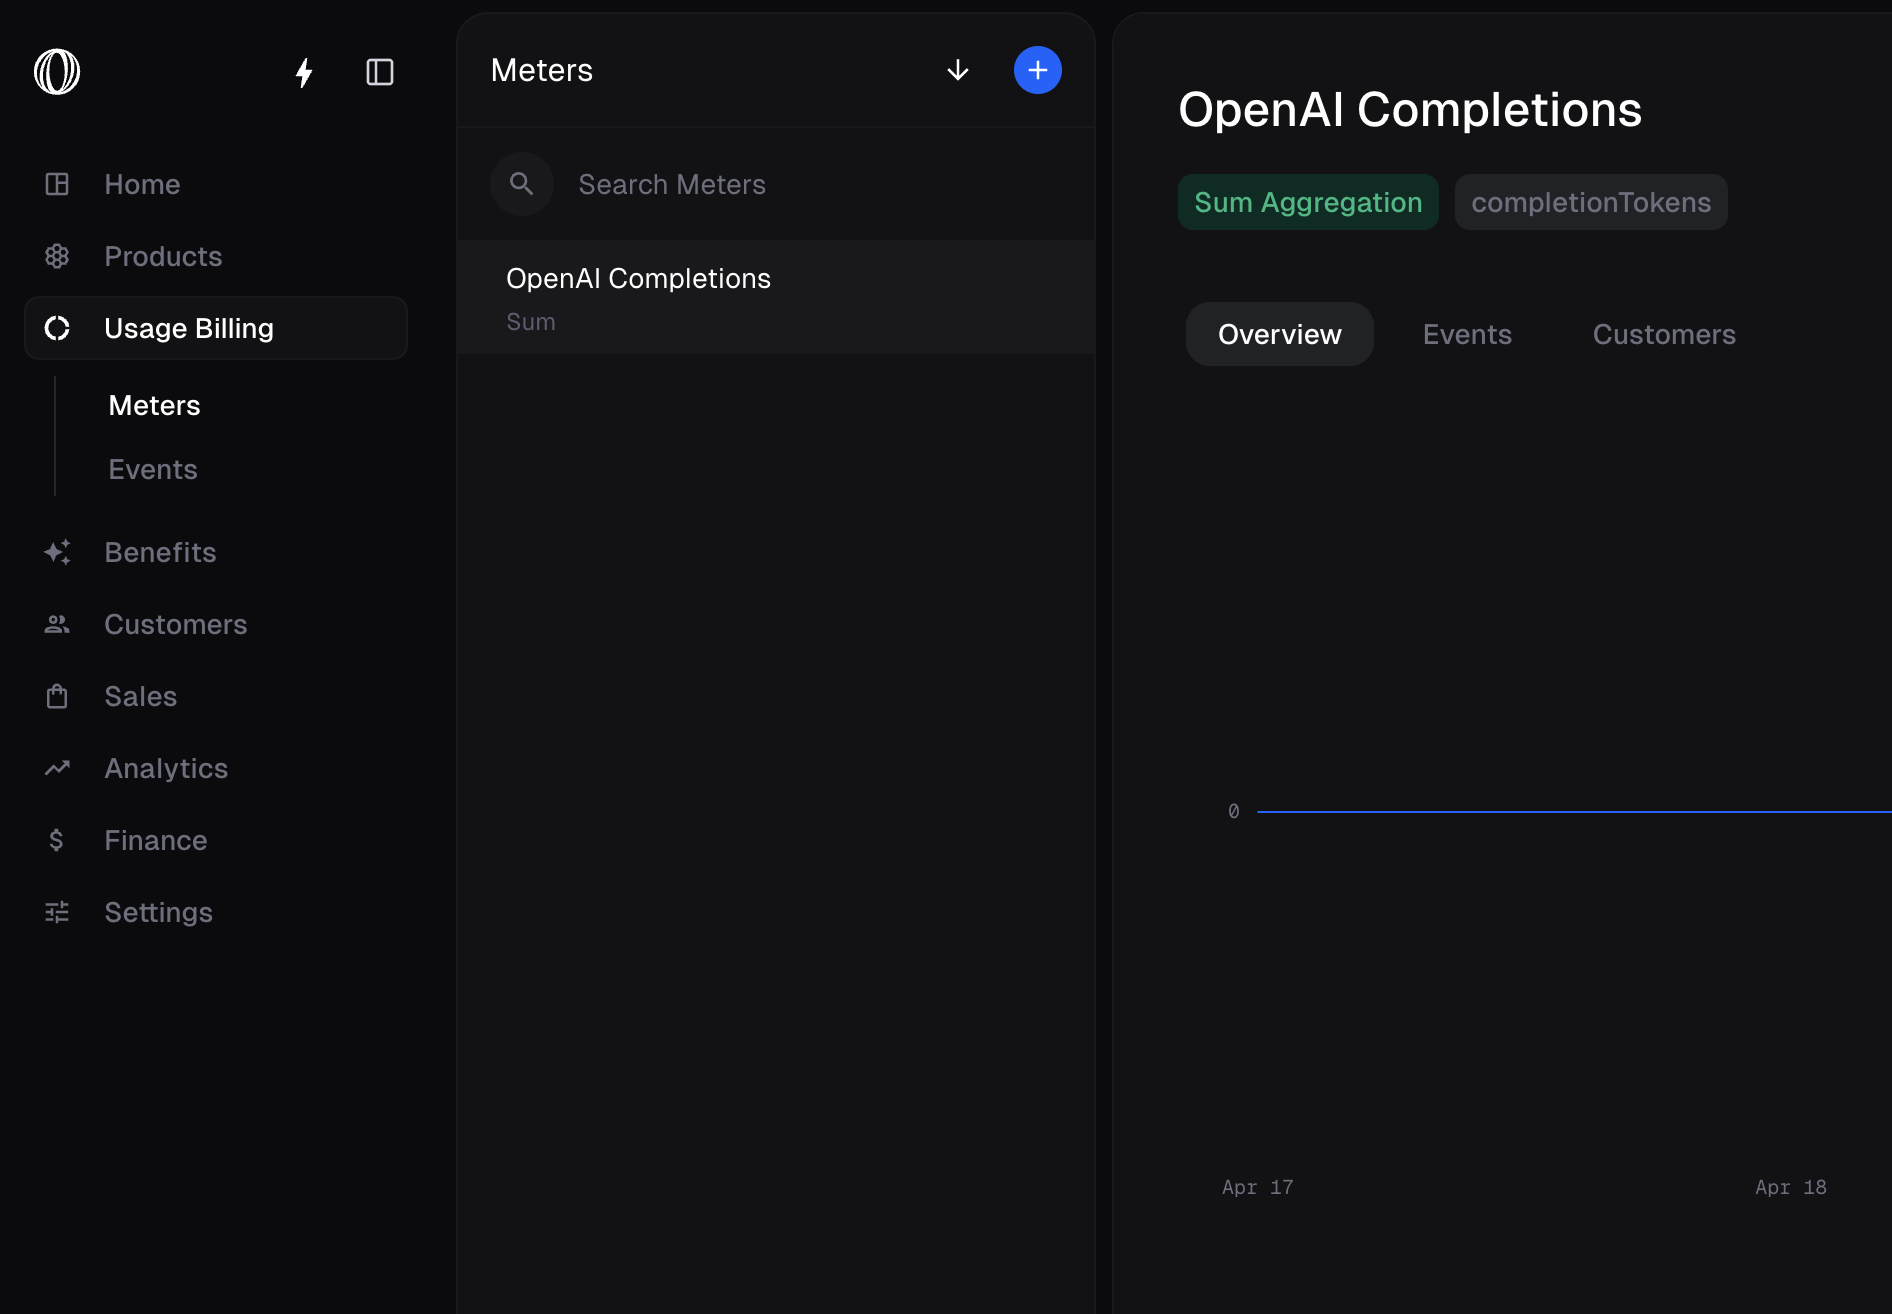 Home
Products
Usage Billing
Meters
Events
Benefits
Customers
Sales
Analytics
Finance
Settings
Meters
Search Meters
OpenAI Completions
Sum
OpenAI Completions
Sum Aggregation completionTokens
Overview Events Customers
0
Apr 17 Apr 18